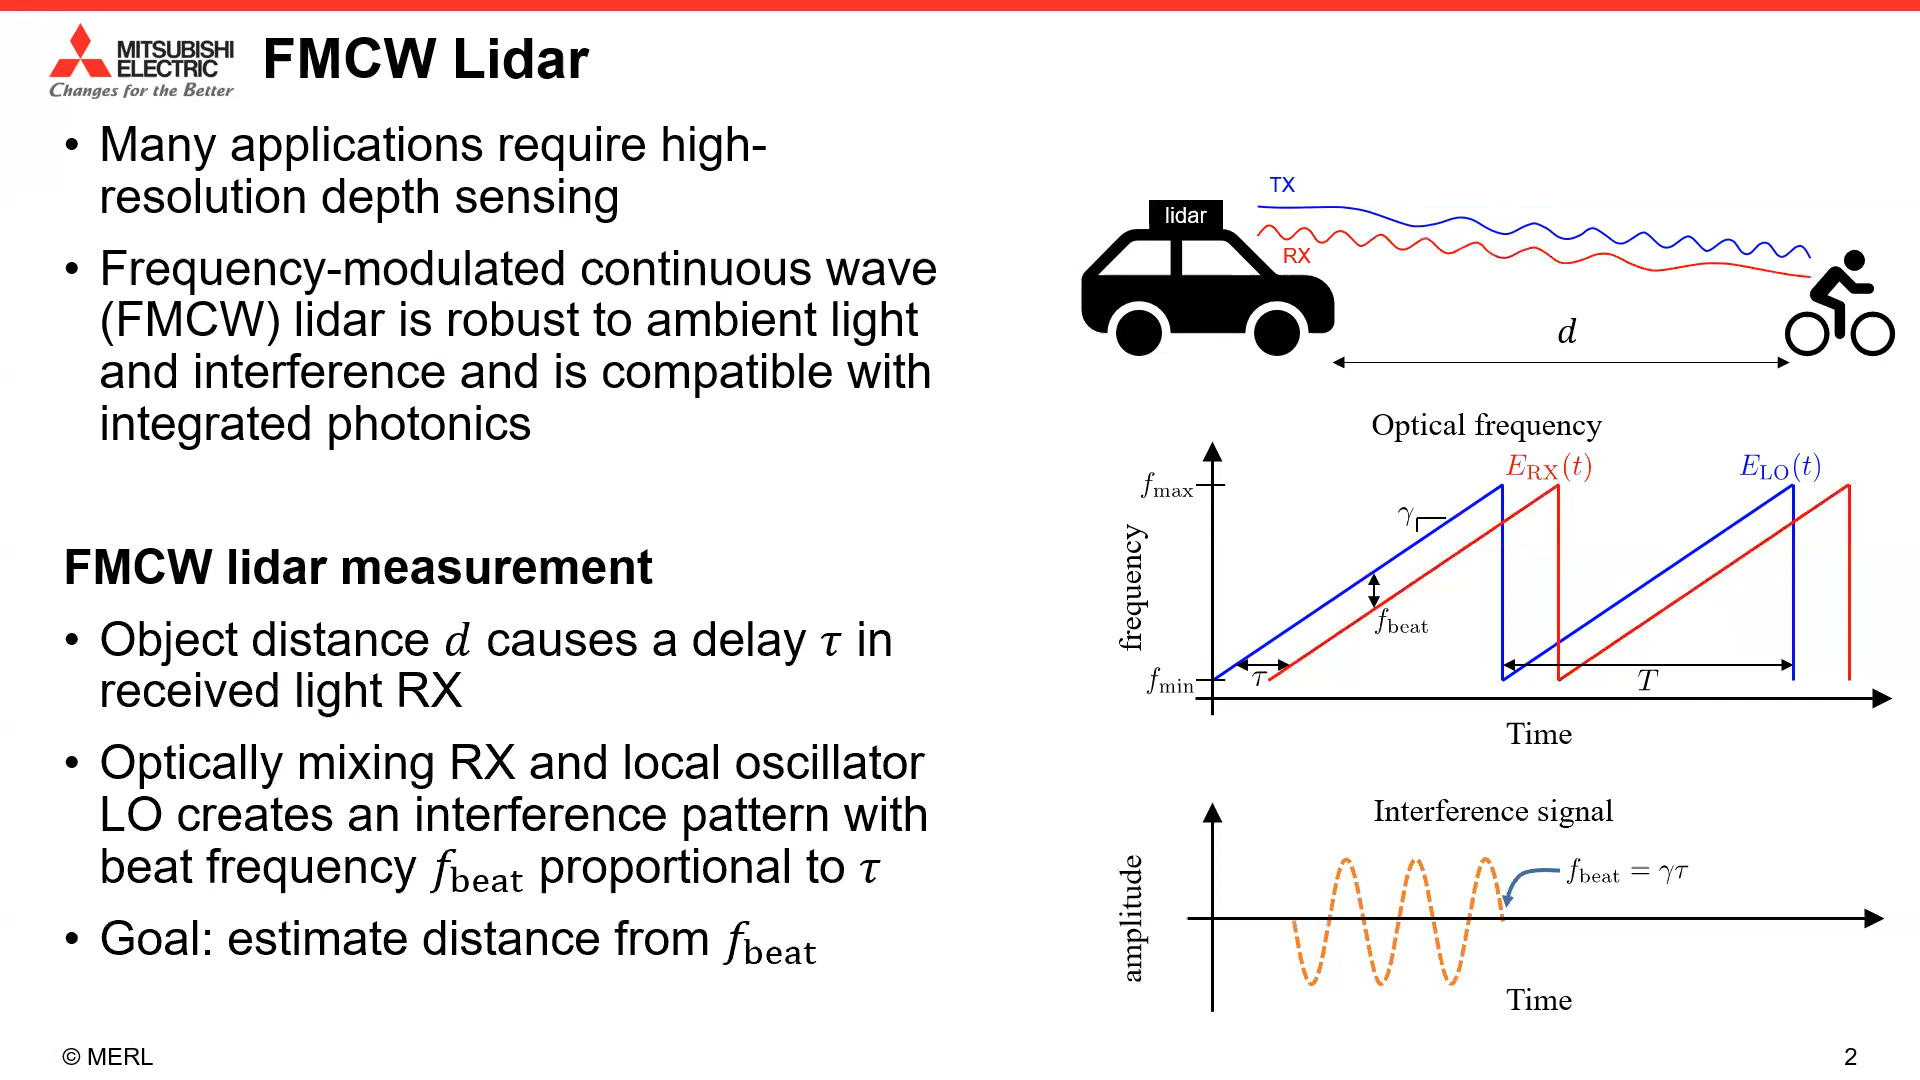 MITSUBISHI
ELECTRIC
Changes for the Better
FMCW Lidar
• Many applications require high-
resolution depth sensing
• Frequency-modulated continuous wave
(FMCW) lidar is robust to ambient light
and interference and is compatible with
integrated photonics
FMCW lidar measurement
• Object distance d causes a delay τ in
received light RX
• Optically mixing RX and local oscillator
LO creates an interference pattern with
beat frequency f_beat proportional to τ
• Goal: estimate distance from f_beat
TX
lidar
RX
d
Optical frequency
E_RX(t)
E_LO(t)
f_max
γ
frequency
f_beat
f_min
τ
T
Time
Interference signal
amplitude
f_beat = γτ
Time
© MERL
2